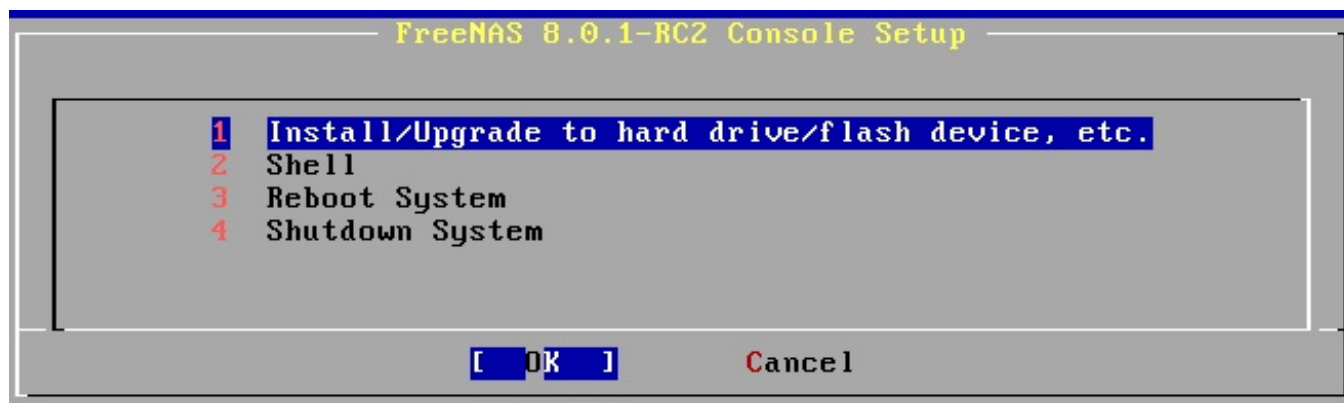 FreeNAS 8.0.1-RC2 Console Setup
1 Install/Upgrade to hard drive/flash device, etc.
2 Shell
3 Reboot System
4 Shutdown System
[ OK ] Cancel